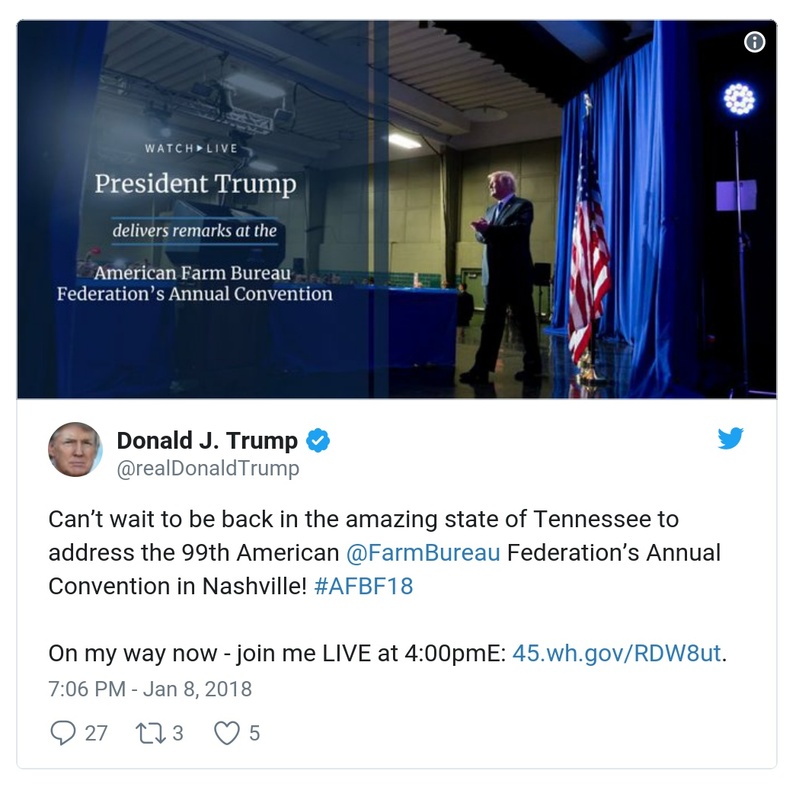 WATCH▶LIVE
President Trump
delivers remarks at the
American Farm Bureau
Federation’s Annual Convention
Donald J. Trump
@realDonaldTrump
Can’t wait to be back in the amazing state of Tennessee to
address the 99th American @FarmBureau Federation’s Annual
Convention in Nashville! #AFBF18
On my way now - join me LIVE at 4:00pmE: 45.wh.gov/RDW8ut.
7:06 PM - Jan 8, 2018
27 3 5